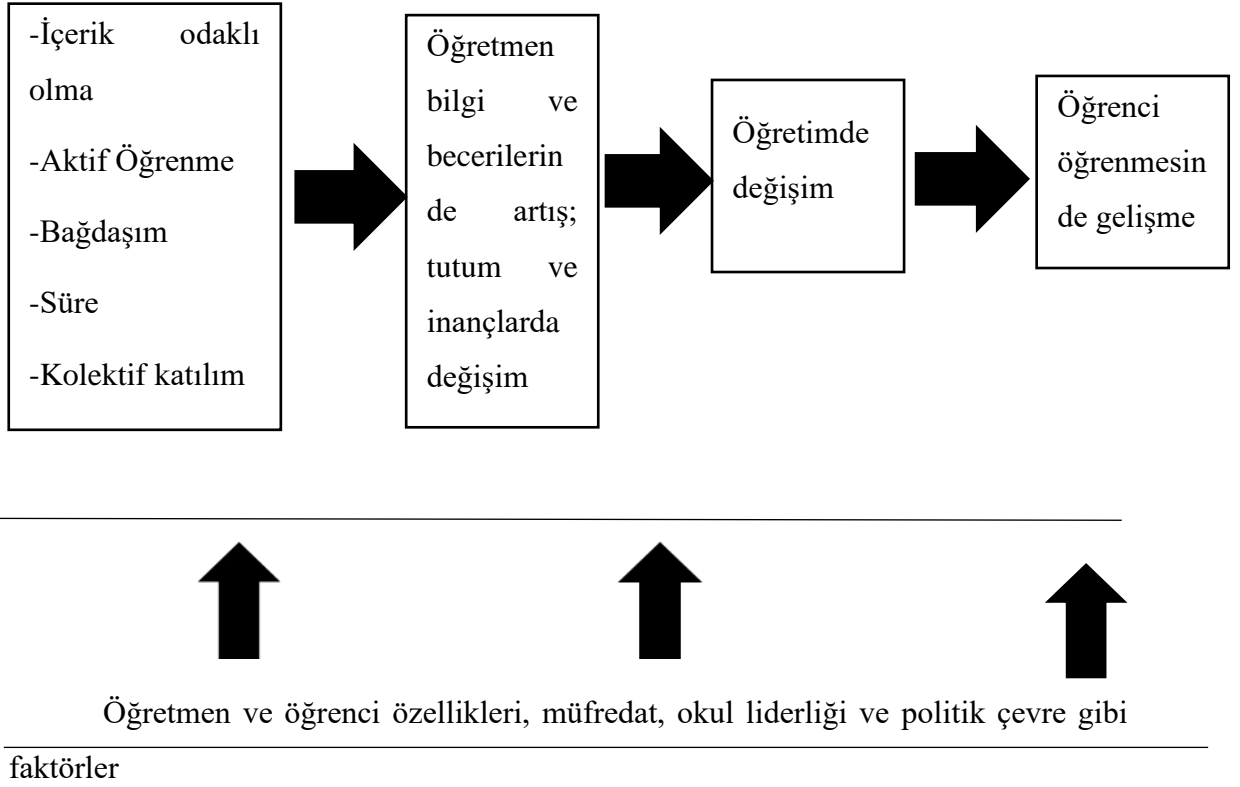 -İçerik odaklı
olma
-Aktif Öğrenme
-Bağdaşım
-Süre
-Kolektif katılım
Öğretmen
bilgi ve
becerilerin
de artış;
tutum ve
inançlarda
değişim
Öğretimde
değişim
Öğrenci
öğrenmesin
de gelişme
Öğretmen ve öğrenci özellikleri, müfredat, okul liderliği ve politik çevre gibi
faktörler